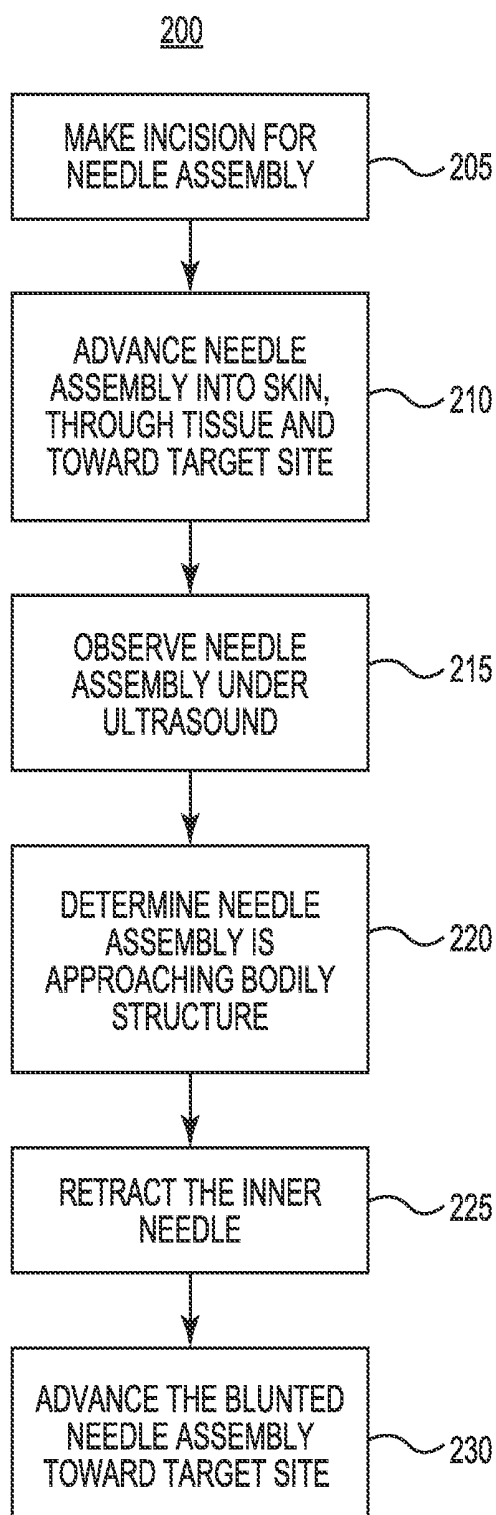 200
MAKE INCISION FOR
NEEDLE ASSEMBLY
205
ADVANCE NEEDLE
ASSEMBLY INTO SKIN,
THROUGH TISSUE AND
TOWARD TARGET SITE
210
OBSERVE NEEDLE
ASSEMBLY UNDER
ULTRASOUND
215
DETERMINE NEEDLE
ASSEMBLY IS
APPROACHING BODILY
STRUCTURE
220
RETRACT THE INNER
NEEDLE
225
ADVANCE THE BLUNTED
NEEDLE ASSEMBLY
TOWARD TARGET SITE
230